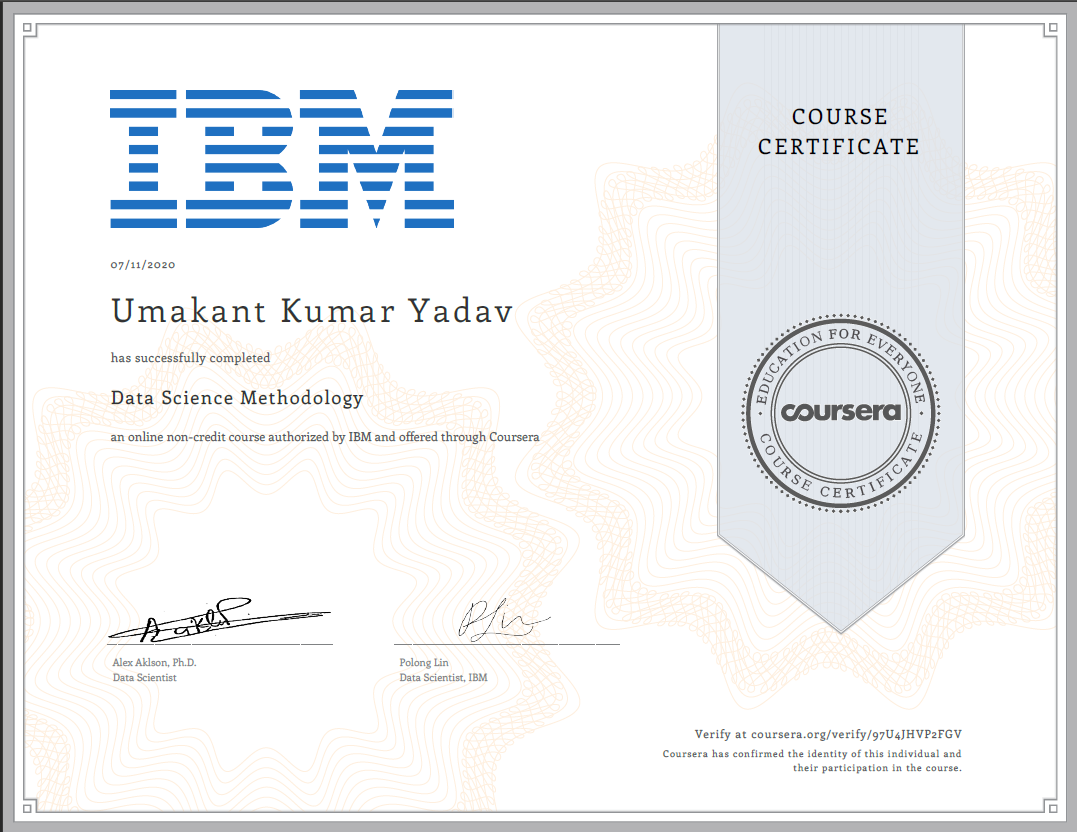 IBM
COURSE
CERTIFICATE
07/11/2020
Umakant Kumar Yadav
has successfully completed
Data Science Methodology
an online non-credit course authorized by IBM and offered through Coursera
EDUCATION FOR EVERYONE
coursera
COURSE CERTIFICATE
Alex Aklson, Ph.D.
Data Scientist
Polong Lin
Data Scientist, IBM
Verify at coursera.org/verify/97U4JHVP2FGV
Coursera has confirmed the identity of this individual and
their participation in the course.